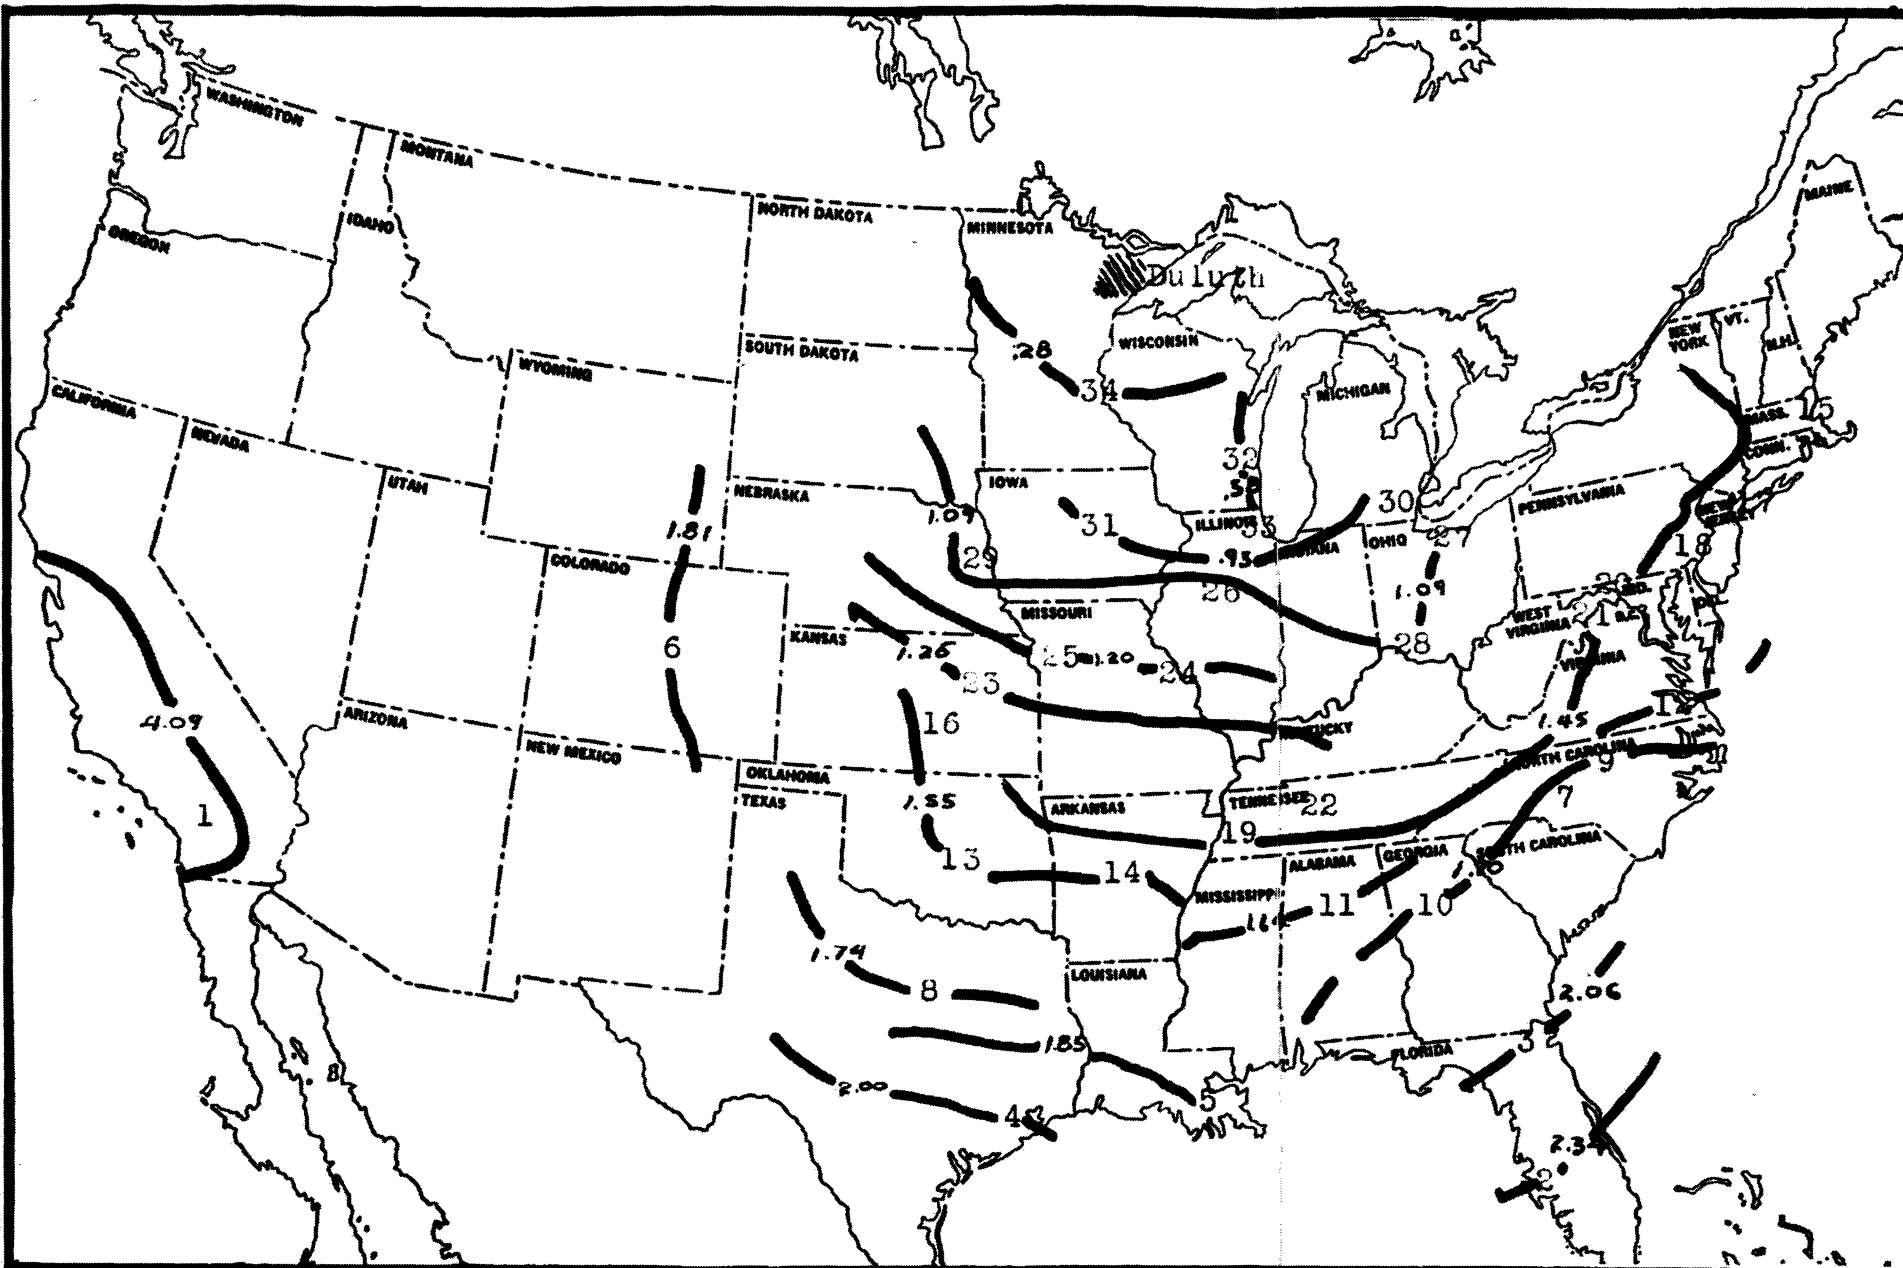 WASHINGTON
MONTANA
IDAHO
NORTH DAKOTA
MINNESOTA
MAINE
OREGON
Duluth
SOUTH DAKOTA
WISCONSIN
NEW
YORK
VT.
N.H.
WYOMING
.28
34
MICHIGAN
MASS.
15
CALIFORNIA
NEVADA
CONN.
32
UTAH
NEBRASKA
IOWA
30
PENNSYLVANIA
NEW
JERSEY
1.81
1.09
31
ILLINOIS
33
COLORADO
29
.93
INDIANA
OHIO
18
26
1.09
MISSOURI
WEST
VIRGINIA
21
MD.
KANSAS
6
1.26
25
1.20
24
28
VIRGINIA
23
4.09
ARIZONA
16
1.45
NEW MEXICO
KENTUCKY
NORTH CAROLINA
9
OKLAHOMA
TEXAS
1.55
ARKANSAS
TENNESSEE
22
7
1
19
13
14
ALABAMA
GEORGIA
SOUTH CAROLINA
MISSISSIPPI
11
10
1.74
8
LOUISIANA
2.06
1.85
FLORIDA
3
2.00
4
5
2